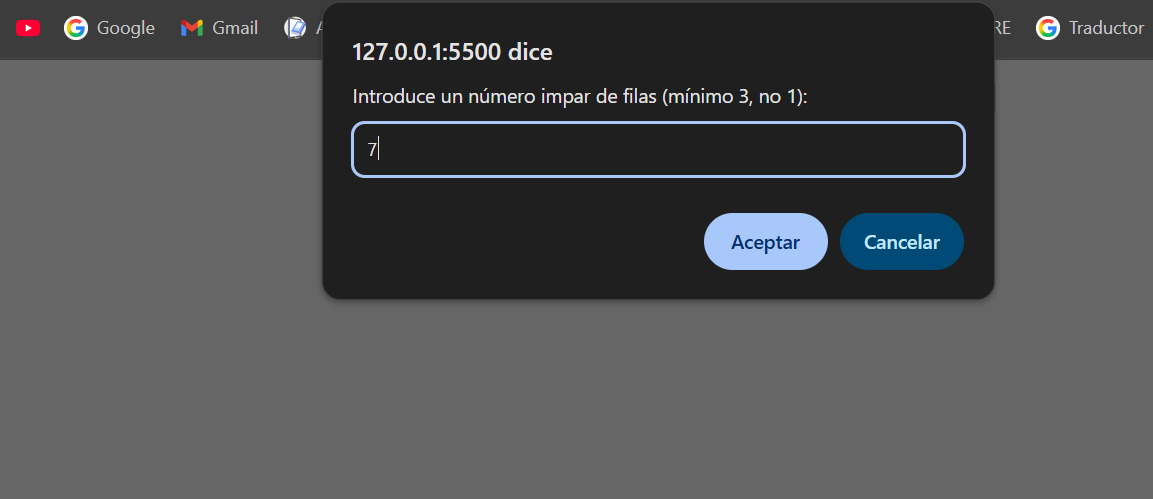 Google Gmail Traductor
127.0.0.1:5500 dice
Introduce un número impar de filas (mínimo 3, no 1):
7
Aceptar Cancelar